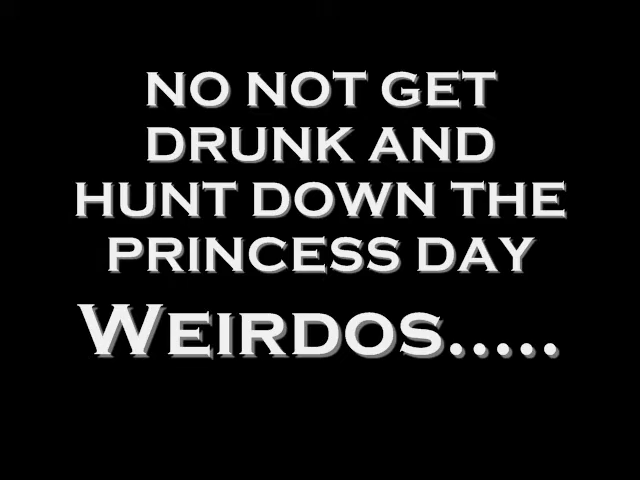 NO NOT GET
DRUNK AND
HUNT DOWN THE
PRINCESS DAY
WEIRDOS.....